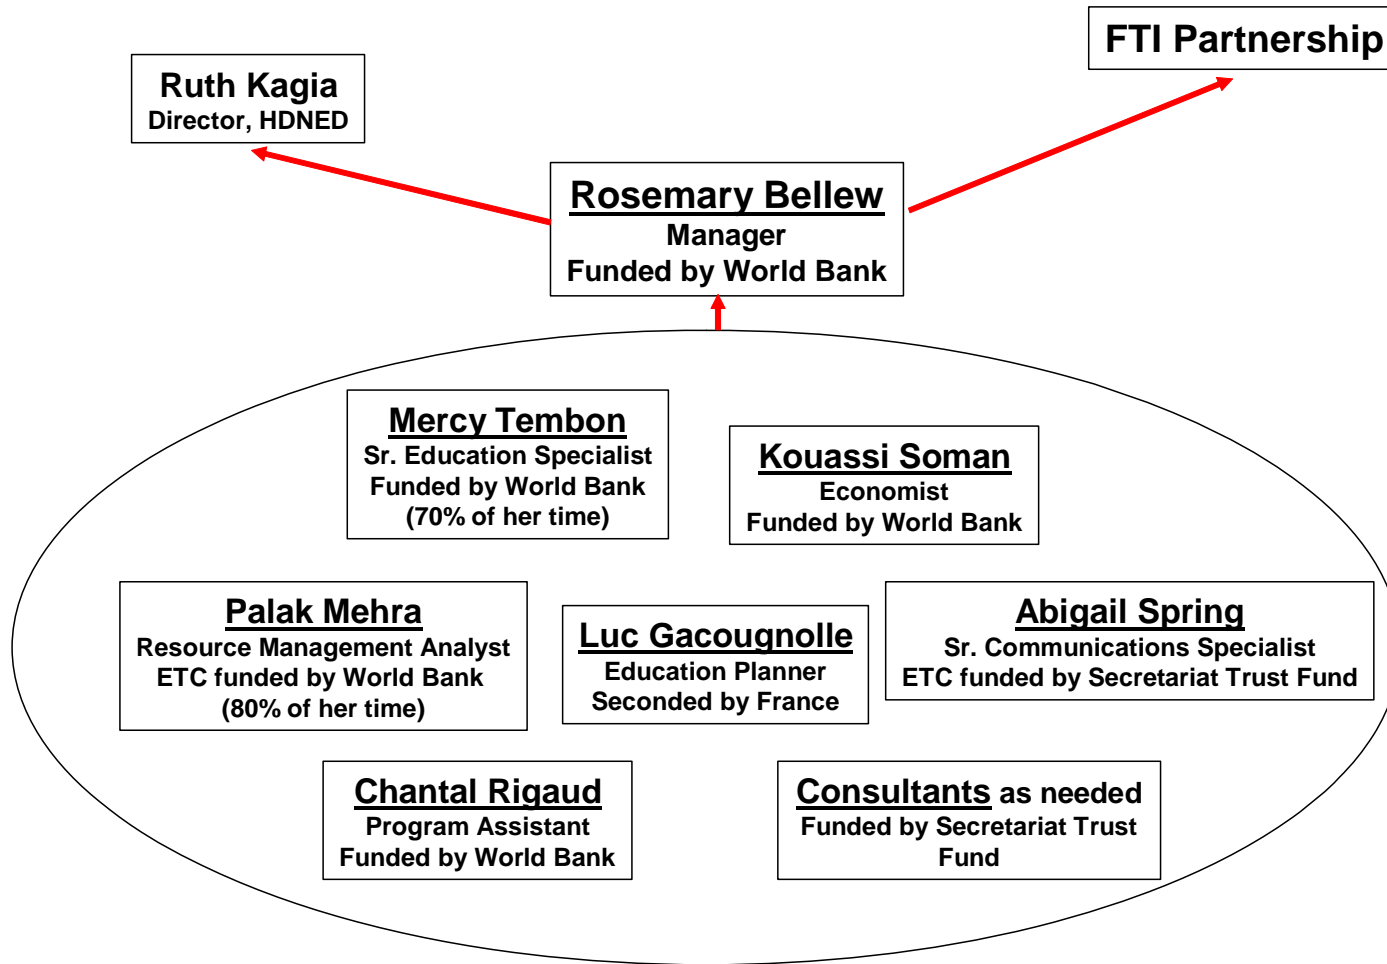 FTI Partnership
Ruth Kagia
Director, HDNED
Rosemary Bellew
Manager
Funded by World Bank
Mercy Tembon
Sr. Education Specialist
Funded by World Bank
(70% of her time)
Kouassi Soman
Economist
Funded by World Bank
Palak Mehra
Resource Management Analyst
ETC funded by World Bank
(80% of her time)
Luc Gacougnolle
Education Planner
Seconded by France
Abigail Spring
Sr. Communications Specialist
ETC funded by Secretariat Trust Fund
Chantal Rigaud
Program Assistant
Funded by World Bank
Consultants as needed
Funded by Secretariat Trust
Fund